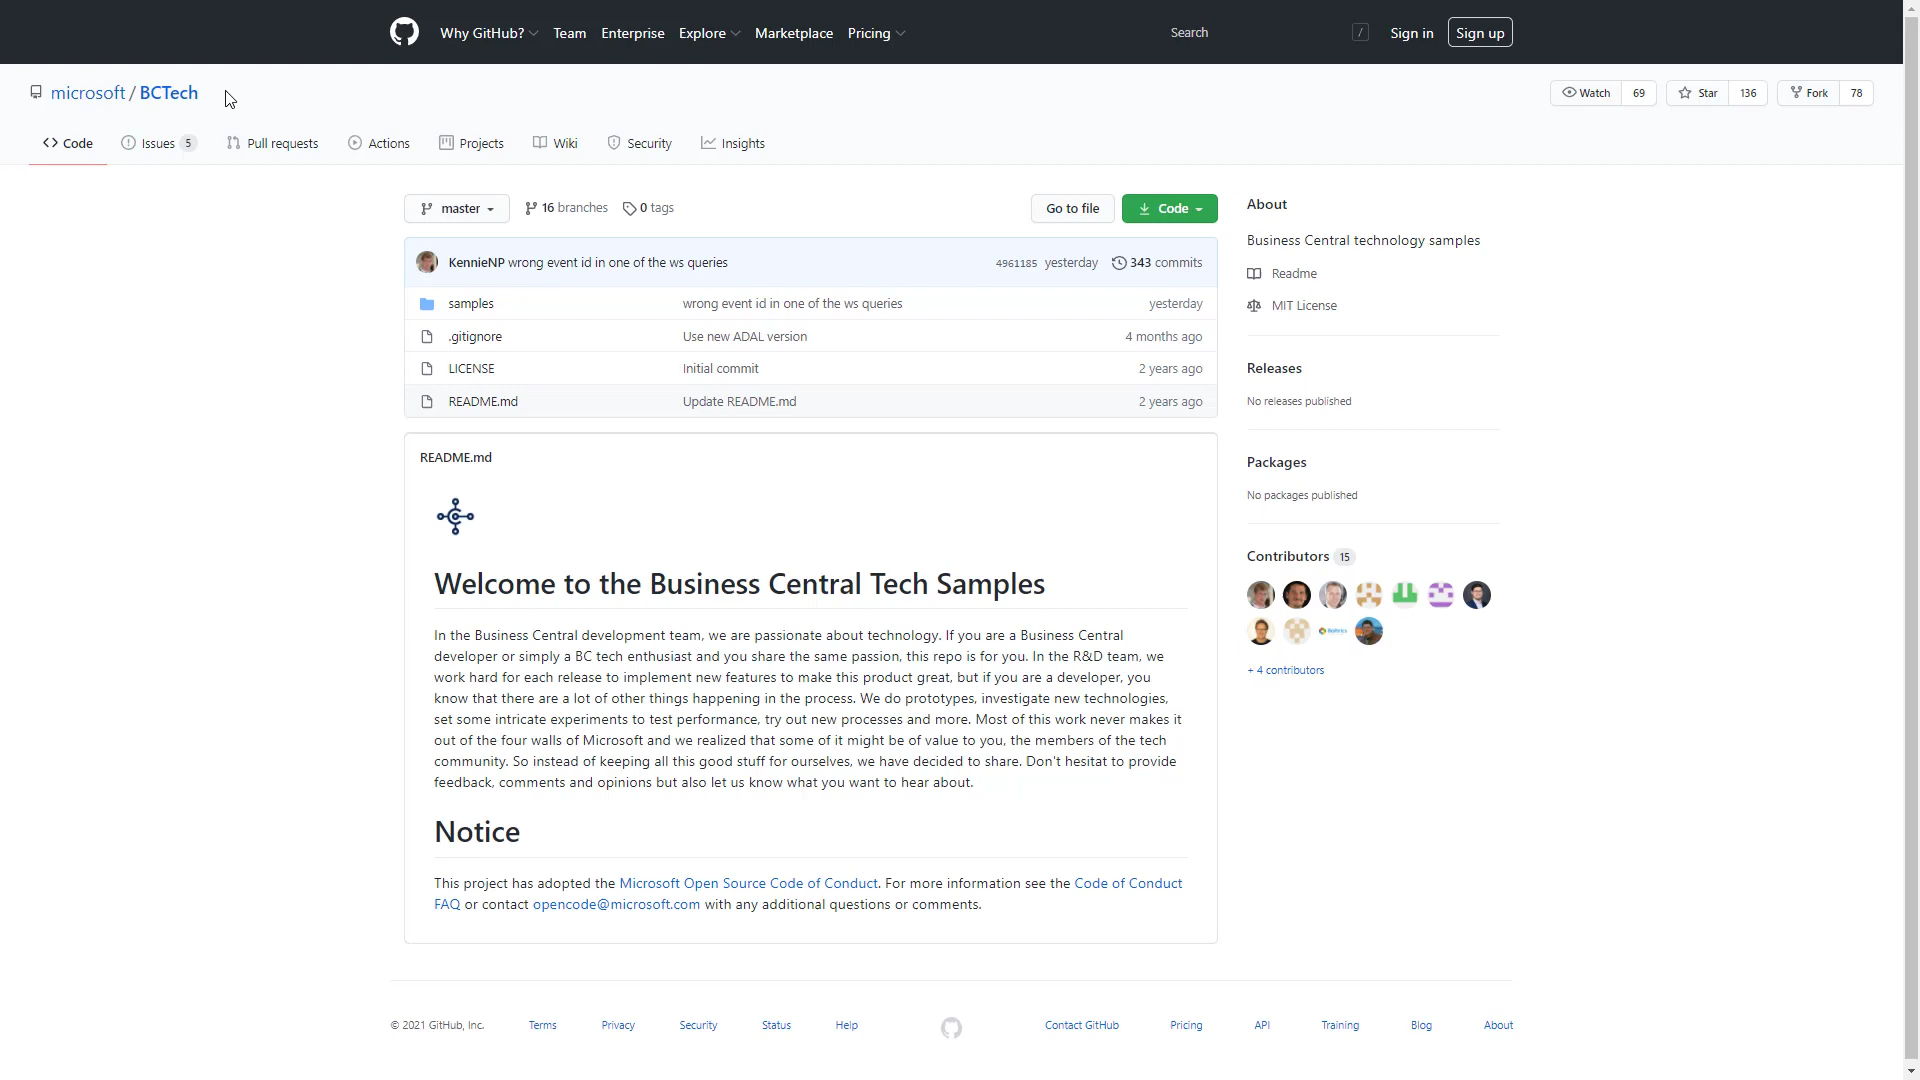 Why GitHub? Team Enterprise Explore Marketplace Pricing Search / Sign in Sign up
microsoft / BCTech Watch 69 Star 136 Fork 78
Code Issues 5 Pull requests Actions Projects Wiki Security Insights
master 16 branches 0 tags Go to file Code
KennieNP wrong event id in one of the ws queries 4961185 yesterday 343 commits
samples wrong event id in one of the ws queries yesterday
.gitignore Use new ADAL version 4 months ago
LICENSE Initial commit 2 years ago
README.md Update README.md 2 years ago
README.md
Welcome to the Business Central Tech Samples
In the Business Central development team, we are passionate about technology. If you are a Business Central
developer or simply a BC tech enthusiast and you share the same passion, this repo is for you. In the R&D team, we
work hard for each release to implement new features to make this product great, but if you are a developer, you
know that there are a lot of other things happening in the process. We do prototypes, investigate new technologies,
set some intricate experiments to test performance, try out new processes and more. Most of this work never makes it
out of the four walls of Microsoft and we realized that some of it might be of value to you, the members of the tech
community. So instead of keeping all this good stuff for ourselves, we have decided to share. Don't hesitat to provide
feedback, comments and opinions but also let us know what you want to hear about.
Notice
This project has adopted the Microsoft Open Source Code of Conduct. For more information see the Code of Conduct
FAQ or contact opencode@microsoft.com with any additional questions or comments.
About
Business Central technology samples
Readme
MIT License
Releases
No releases published
Packages
No packages published
Contributors 15
+ 4 contributors
© 2021 GitHub, Inc. Terms Privacy Security Status Help Contact GitHub Pricing API Training Blog About